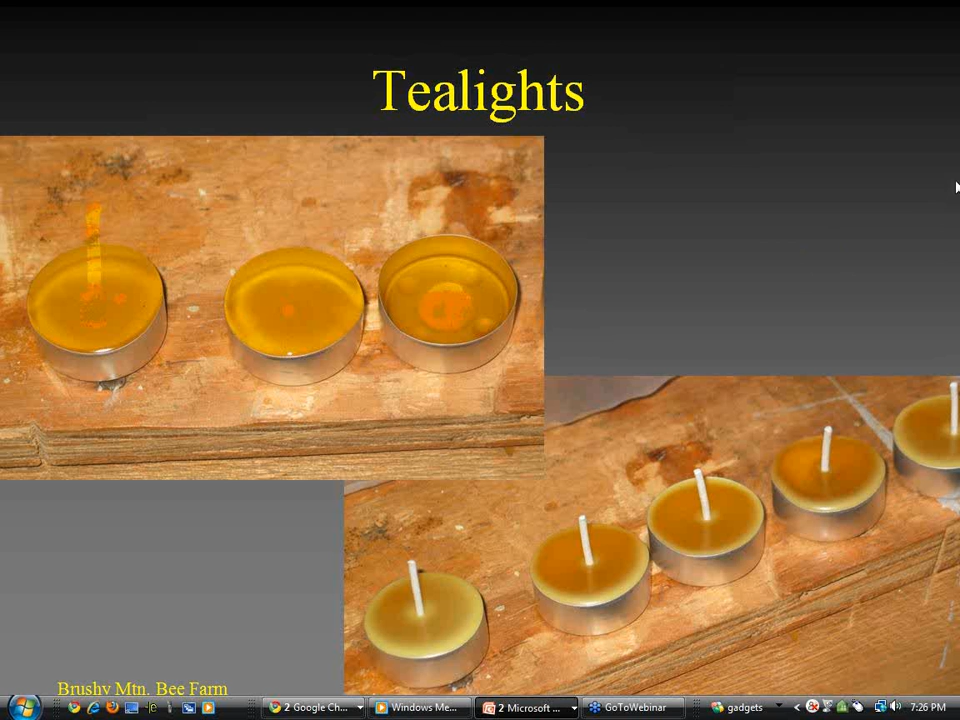 Tealights
Brushy Mtn. Bee Farm
2 Google Ch...
Windows Me...
2 Microsoft ...
GoToWebinar
gadgets
7:26 PM